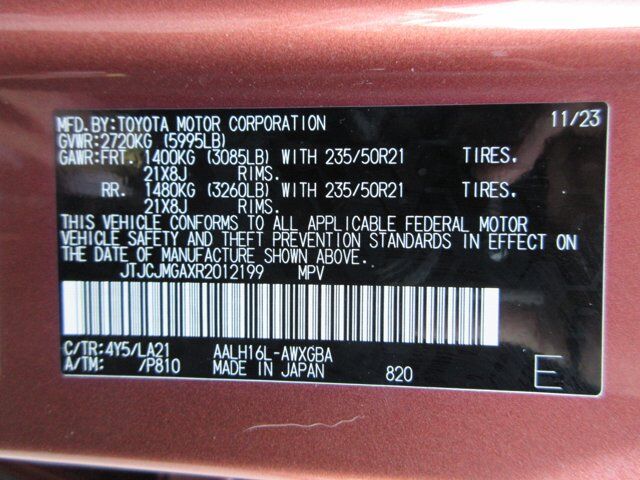 MFD.BY:TOYOTA MOTOR CORPORATION 11/23
GVWR:2720KG (5995LB)
GAWR:FRT. 1400KG (3085LB) WITH 235/50R21 TIRES.
21X8J RIMS.
RR. 1480KG (3260LB) WITH 235/50R21 TIRES.
21X8J RIMS.
THIS VEHICLE CONFORMS TO ALL APPLICABLE FEDERAL MOTOR
VEHICLE SAFETY AND THEFT PREVENTION STANDARDS IN EFFECT ON
THE DATE OF MANUFACTURE SHOWN ABOVE.
JTJCJMGAXR2012199 MPV
C/TR:4Y5/LA21 AALH16L-AWXGBA
A/TM: /P810 MADE IN JAPAN 820 E